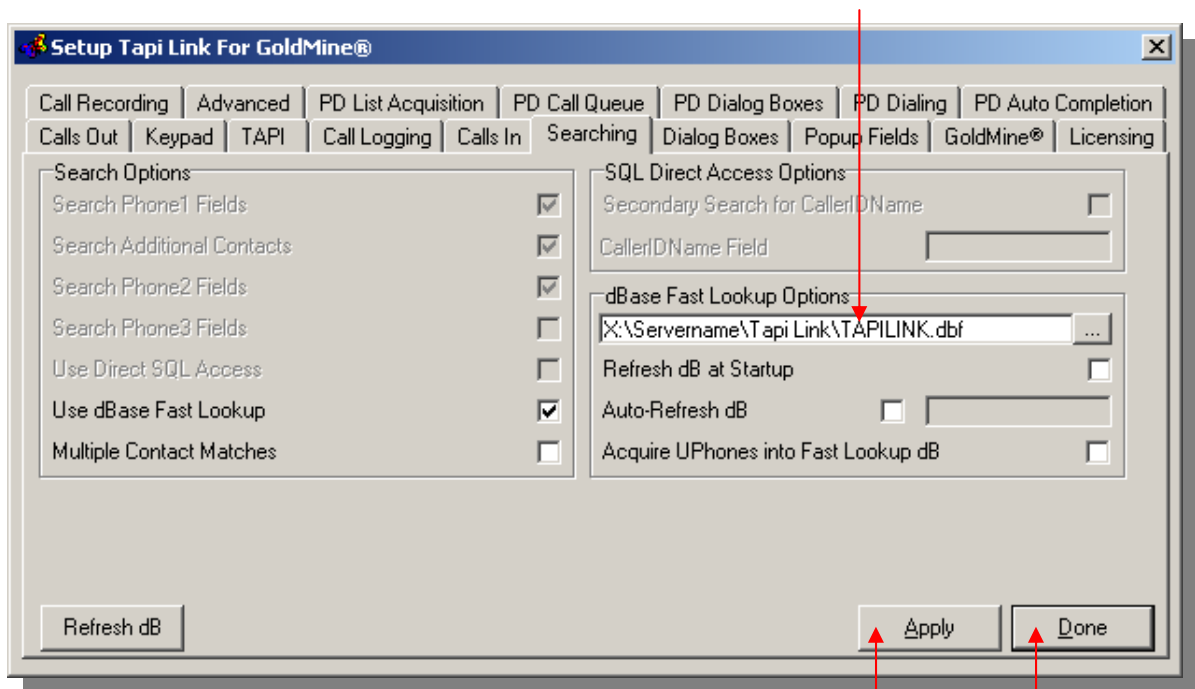 Setup Tapi Link For GoldMine®
Call Recording
Advanced
PD List Acquisition
PD Call Queue
PD Dialog Boxes
PD Dialing
PD Auto Completion
Calls Out
Keypad
TAPI
Call Logging
Calls In
Searching
Dialog Boxes
Popup Fields
GoldMine®
Licensing
Search Options
Search Phone1 Fields
Search Additional Contacts
Search Phone2 Fields
Search Phone3 Fields
Use Direct SQL Access
Use dBase Fast Lookup
Multiple Contact Matches
SQL Direct Access Options
Secondary Search for CallerIDName
CallerIDName Field
dBase Fast Lookup Options
X:\Servername\Tapi Link\TAPILINK.dbf
...
Refresh dB at Startup
Auto-Refresh dB
Acquire UPhones into Fast Lookup dB
Refresh dB
Apply
Done